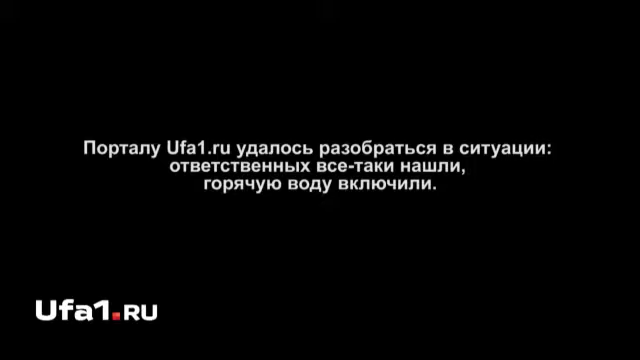 Порталу Ufa1.ru удалось разобраться в ситуации:
ответственных все-таки нашли,
горячую воду включили.
Ufa1.RU